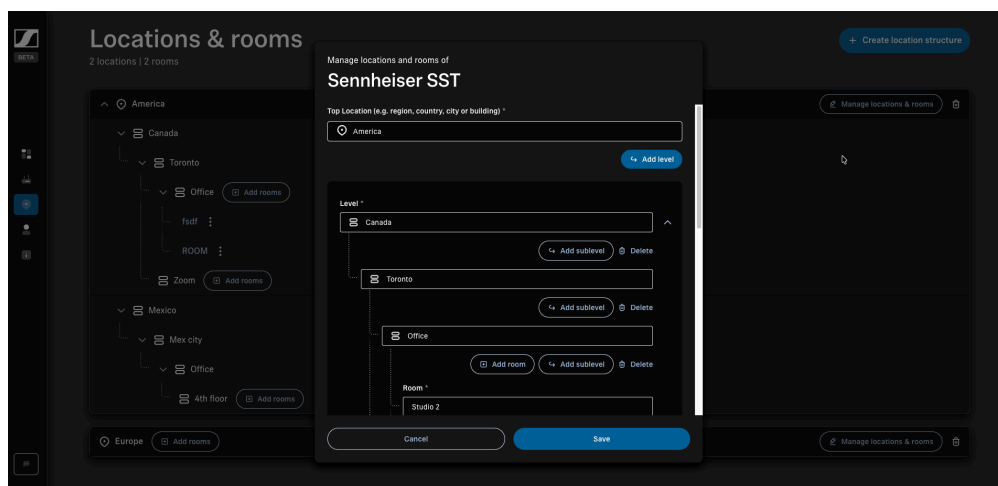 BETA
Locations & rooms
2 locations | 2 rooms
+ Create location structure
America
Manage locations & rooms
Canada
Toronto
Office
Add rooms
fsdf
ROOM
Zoom
Add rooms
Mexico
Mex city
Office
4th floor
Add rooms
Europe
Add rooms
Manage locations & rooms
Manage locations and rooms of
Sennheiser SST
Top Location (e.g. region, country, city or building) *
America
Add level
Level *
Canada
Add sublevel
Delete
Toronto
Add sublevel
Delete
Office
Add room
Add sublevel
Delete
Room *
Studio 2
Cancel
Save